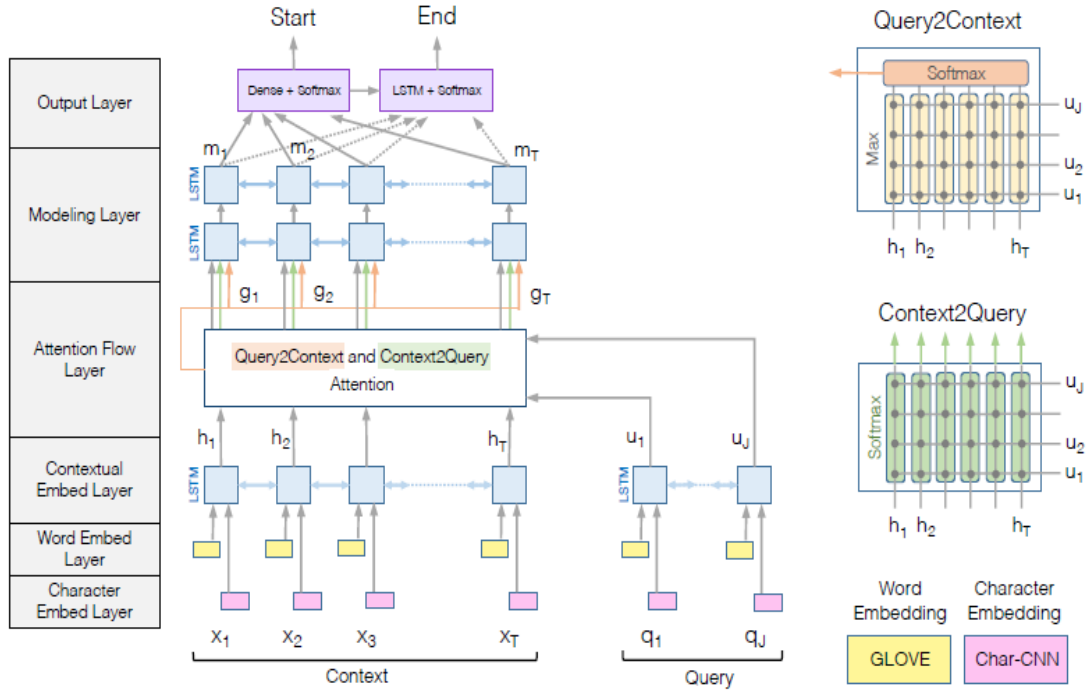 Start End
Output Layer
Dense + Softmax
LSTM + Softmax
m1 m2 mT
Modeling Layer
LSTM
LSTM
g1 g2 gT
Attention Flow
Layer
Query2Context and Context2Query
Attention
h1 h2 hT
u1 uJ
Contextual
Embed Layer
LSTM
LSTM
Word Embed
Layer
Character
Embed Layer
x1 x2 x3 xT
q1 qJ
Context
Query
Query2Context
Softmax
Max
uJ
u2
u1
h1 h2 hT
Context2Query
Softmax
uJ
u2
u1
h1 h2 hT
Word
Embedding
Character
Embedding
GLOVE
Char-CNN